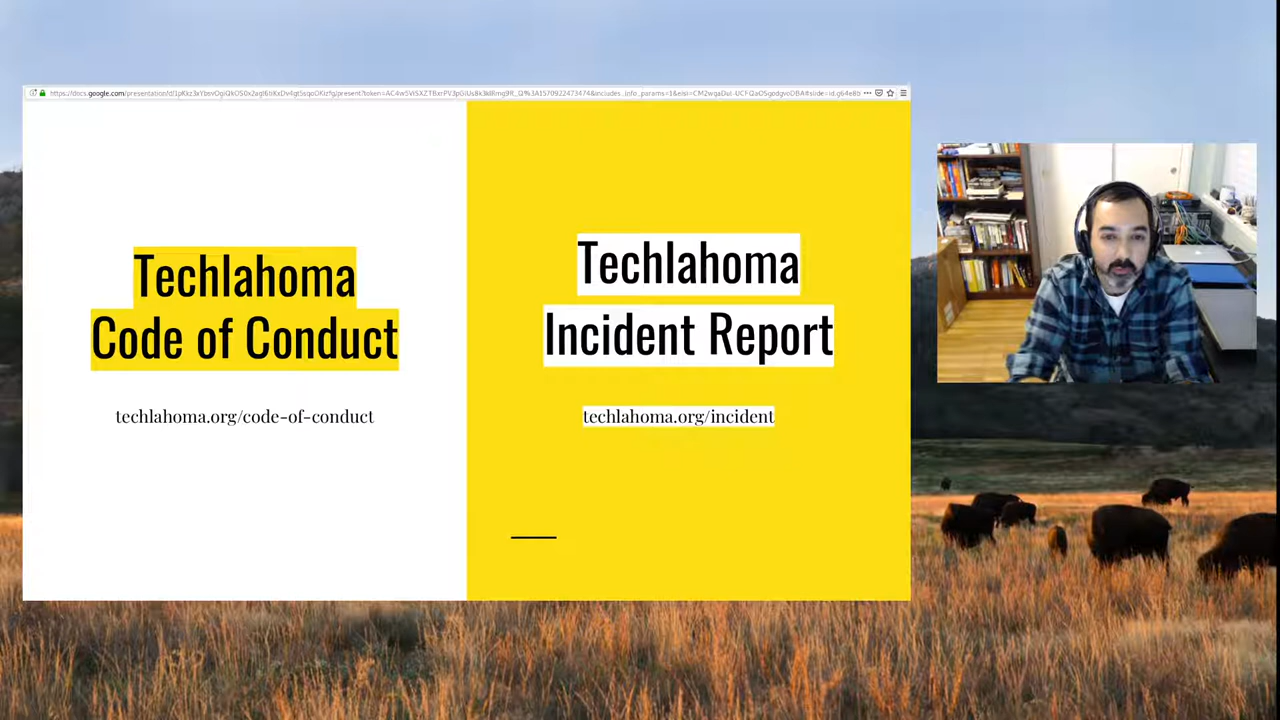 Techlahoma
Code of Conduct
techlahoma.org/code-of-conduct
Techlahoma
Incident Report
techlahoma.org/incident